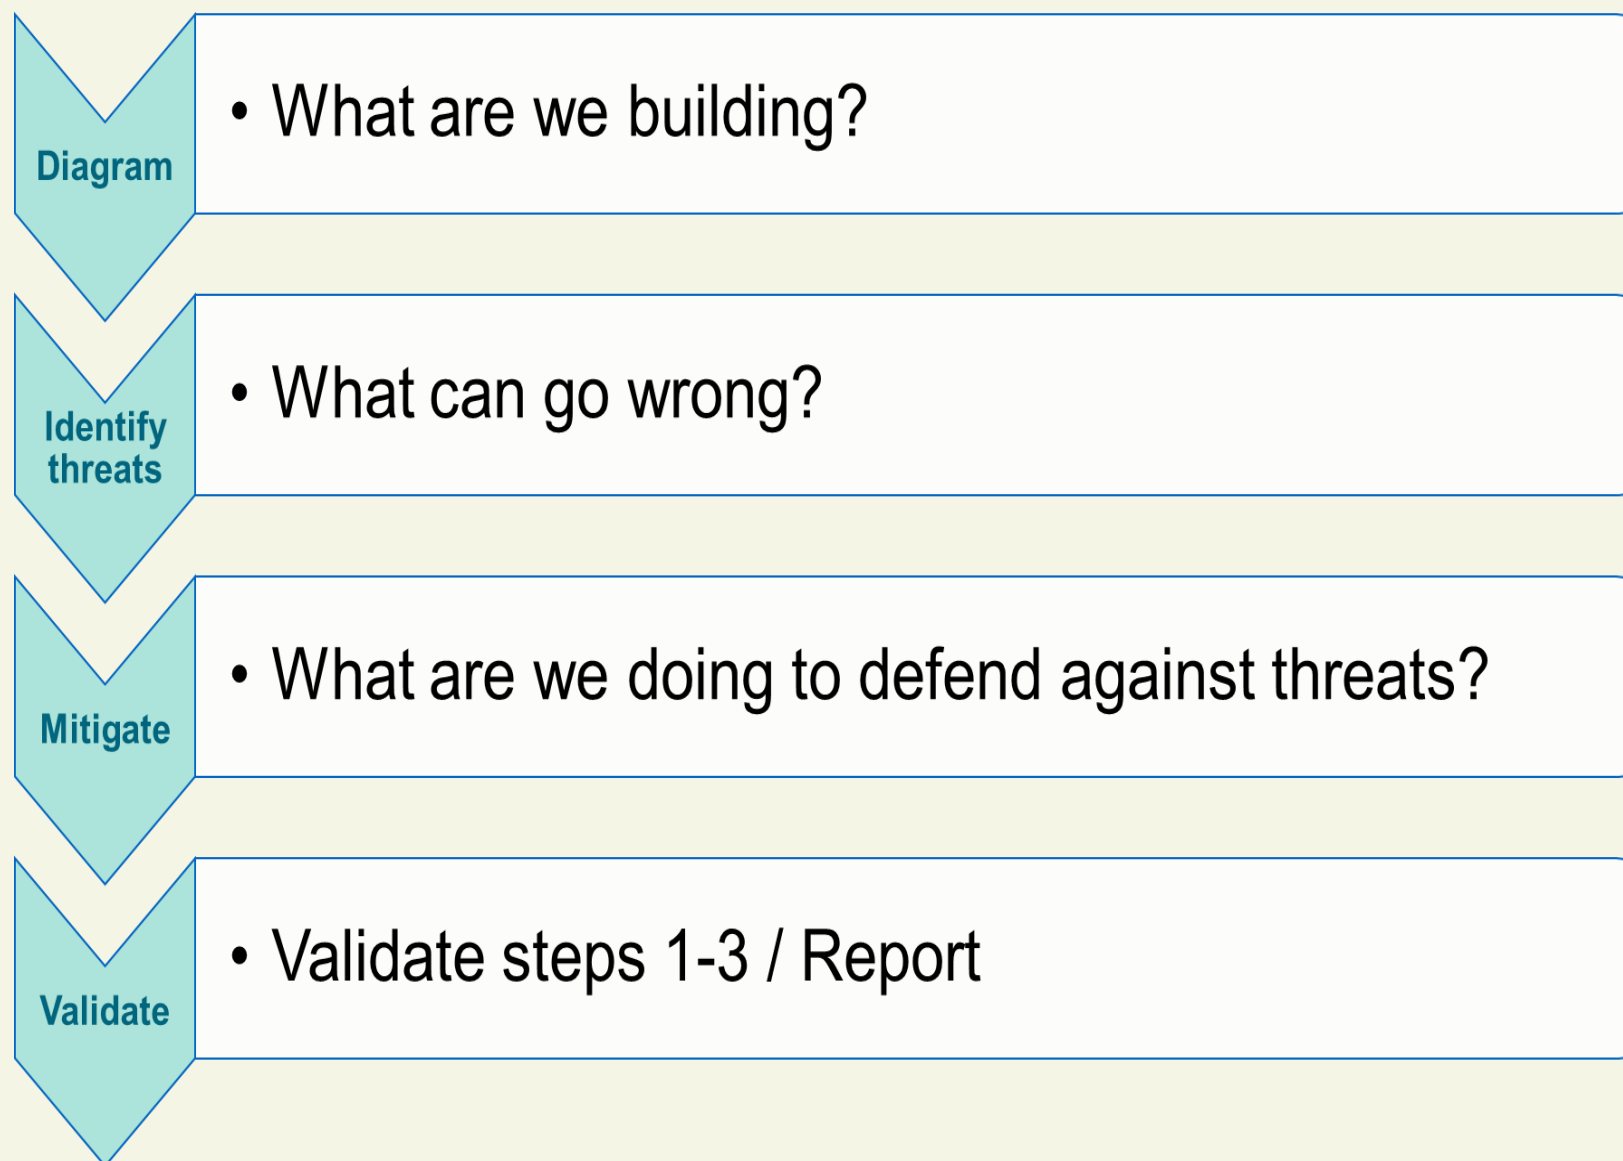 Diagram
• What are we building?
Identify
threats
• What can go wrong?
Mitigate
• What are we doing to defend against threats?
Validate
• Validate steps 1-3 / Report